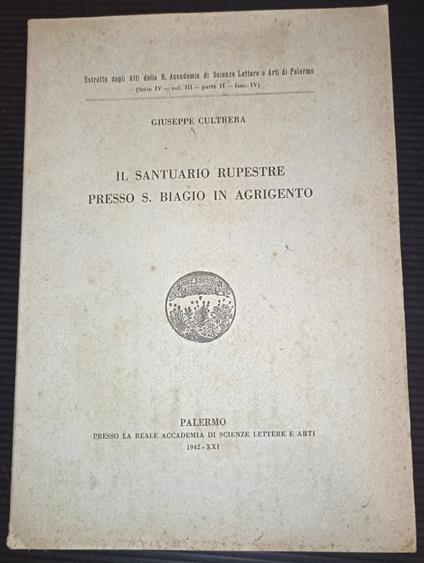 Estratto dagli Atti della R. Accademia di Scienze Lettere e Arti di Palermo
(Serie IV — vol. III — parte II — fasc. IV)
GIUSEPPE CULTRERA
IL SANTUARIO RUPESTRE
PRESSO S. BIAGIO IN AGRIGENTO
PALERMO
PRESSO LA REALE ACCADEMIA DI SCIENZE LETTERE E ARTI
1942 - XXI